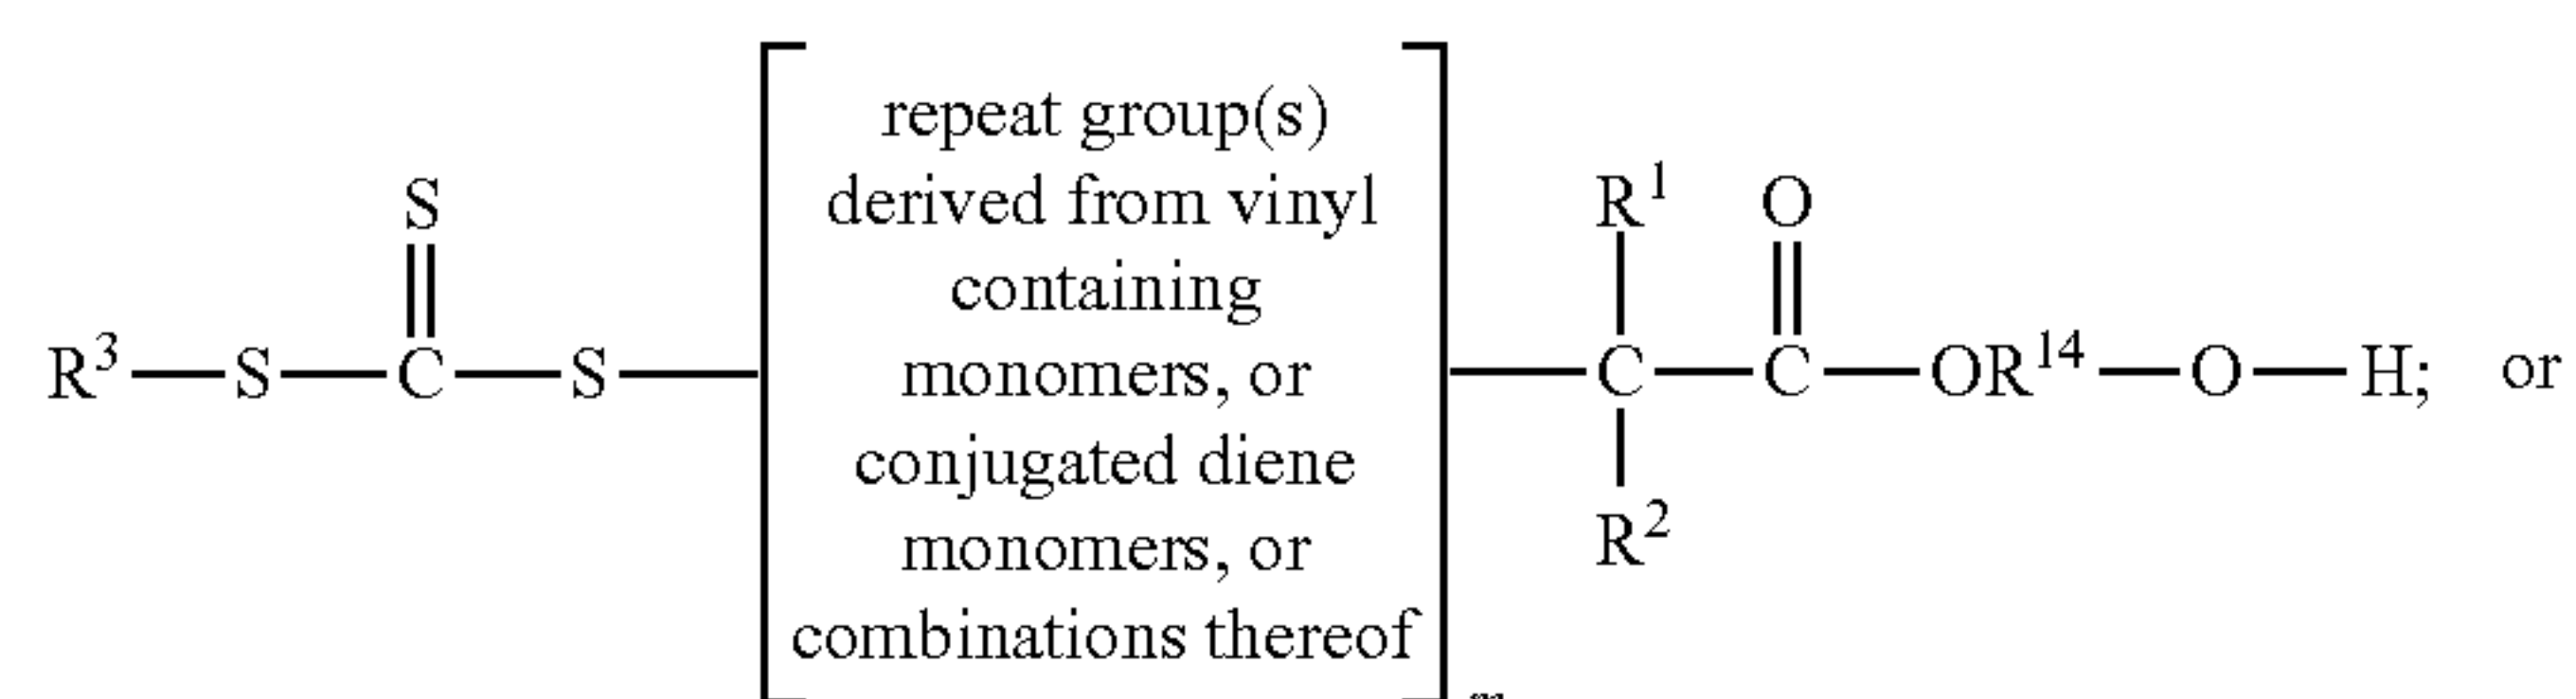 repeat group(s)
derived from vinyl
containing
monomers, or
conjugated diene
monomers, or
combinations thereof
S
R³—S—C—S—
R¹ O
—C—C—OR¹⁴—O—H; or
R²